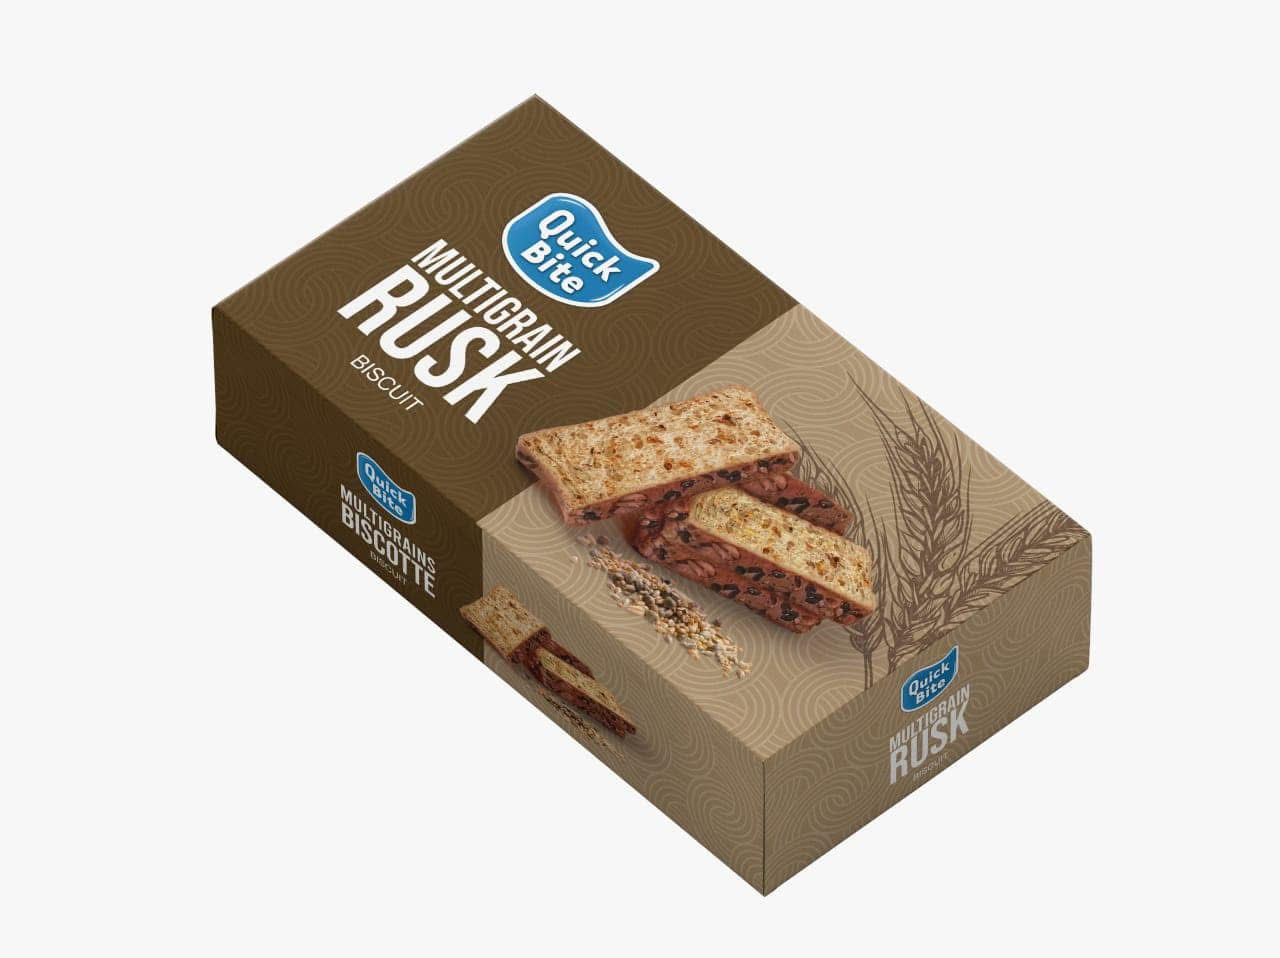 Quick
Bite
MULTIGRAIN
RUSK
BISCUIT
Quick
Bite
MULTIGRAINS
BISCOTTE
BISCUIT
Quick
Bite
MULTIGRAIN
RUSK
BISCUIT